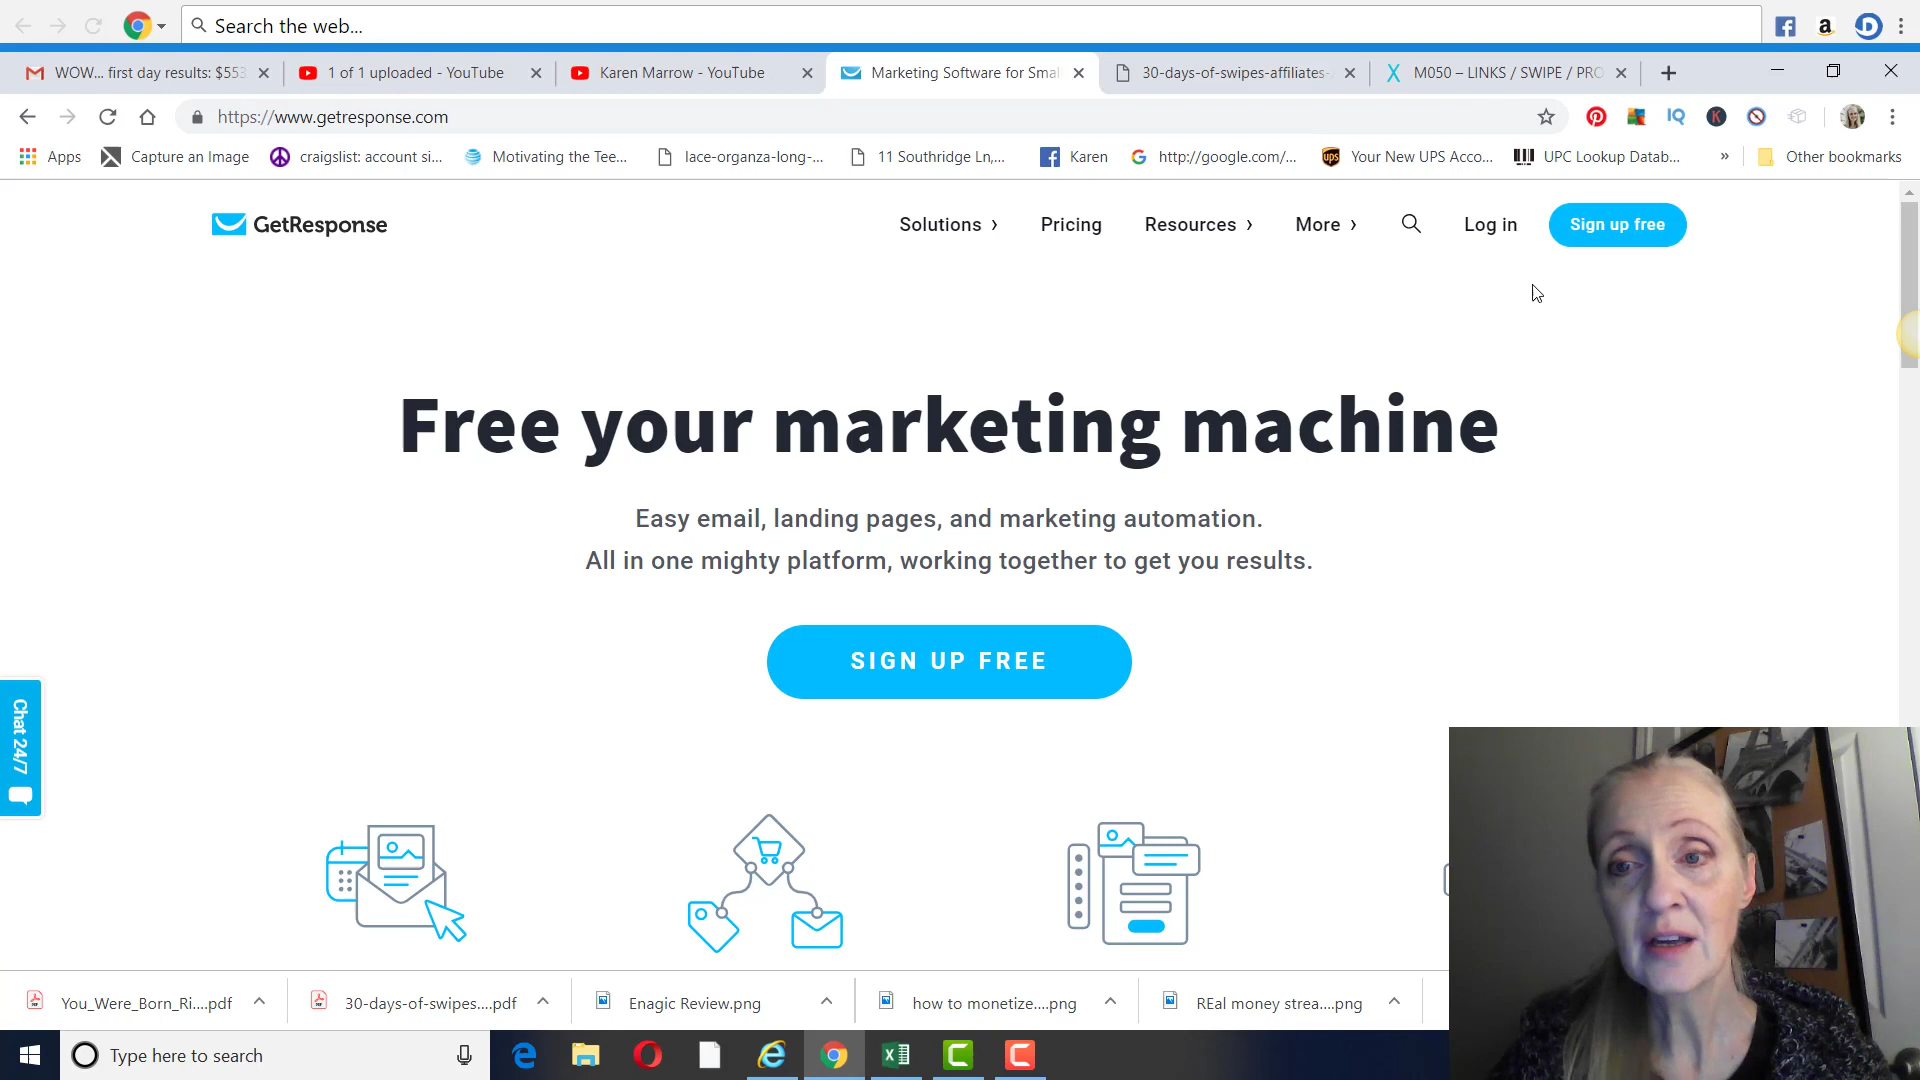 Search the web...
WOW... first day results: $553
1 of 1 uploaded - YouTube
Karen Marrow - YouTube
Marketing Software for Smal
30-days-of-swipes-affiliates-
M050 – LINKS / SWIPE / PRO
https://www.getresponse.com
IQ
K
Apps
Capture an Image
craigslist: account si...
Motivating the Tee...
lace-organza-long-...
11 Southridge Ln,...
Karen
http://google.com/...
ups
Your New UPS Acco...
UPC Lookup Datab...
»
Other bookmarks
GetResponse
Solutions ›
Pricing
Resources ›
More ›
Log in
Sign up free
Free your marketing machine
Easy email, landing pages, and marketing automation.
All in one mighty platform, working together to get you results.
SIGN UP FREE
Chat 24/7
You_Were_Born_Ri....pdf
30-days-of-swipes....pdf
Enagic Review.png
how to monetize....png
REal money strea....png
Type here to search